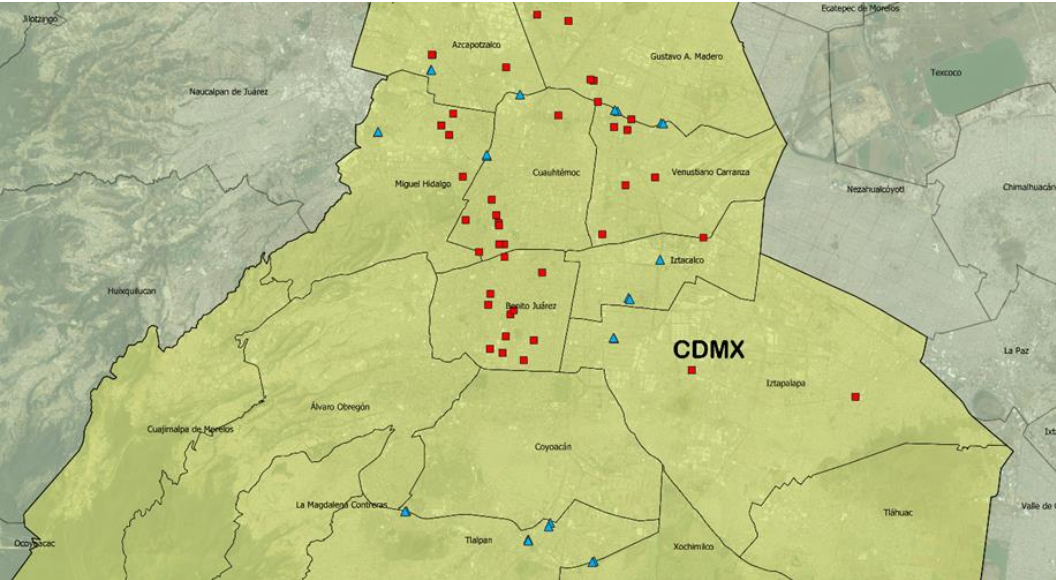 Jilotzingo
Ecatepec de Morelos
Azcapotzalco
Gustavo A. Madero
Texcoco
Naucalpan de Juárez
Cuauhtémoc
Venustiano Carranza
Miguel Hidalgo
Nezahualcóyotl
Chimalhuacán
Iztacalco
Huixquilucan
Benito Juárez
CDMX
La Paz
Iztapalapa
Álvaro Obregón
Cuajimalpa de Morelos
Ixt
Coyoacán
La Magdalena Contreras
Valle de
Tláhuac
Tlalpan
Xochimilco
Ocoyoacac